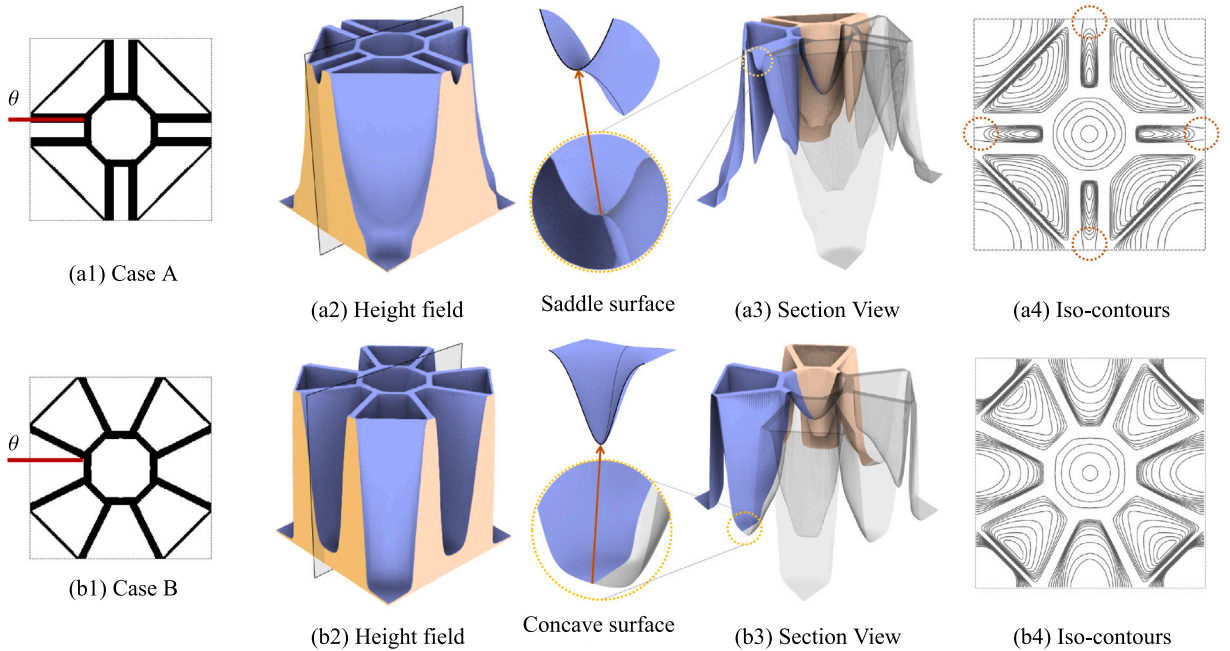 θ
(a1) Case A
(a2) Height field
Saddle surface
(a3) Section View
(a4) Iso-contours
θ
(b1) Case B
(b2) Height field
Concave surface
(b3) Section View
(b4) Iso-contours